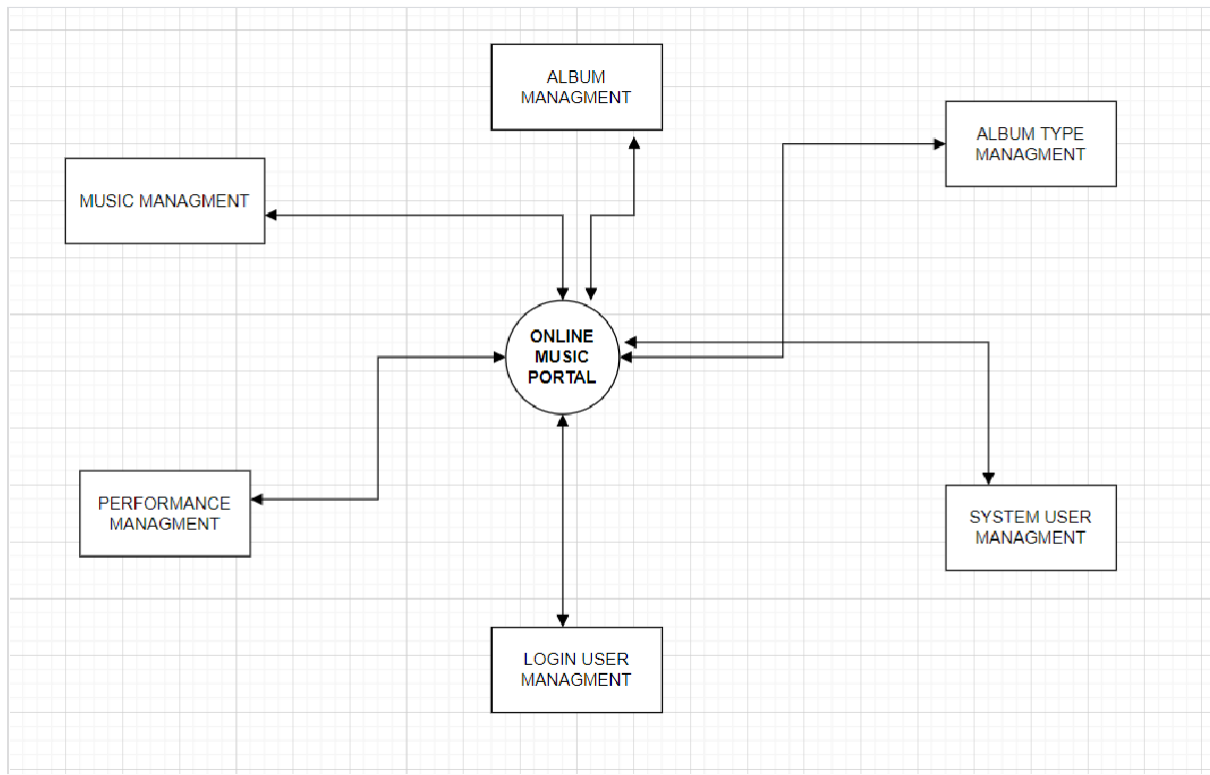 ALBUM
MANAGMENT
ALBUM TYPE
MANAGMENT
MUSIC MANAGMENT
ONLINE
MUSIC
PORTAL
PERFORMANCE
MANAGMENT
SYSTEM USER
MANAGMENT
LOGIN USER
MANAGMENT